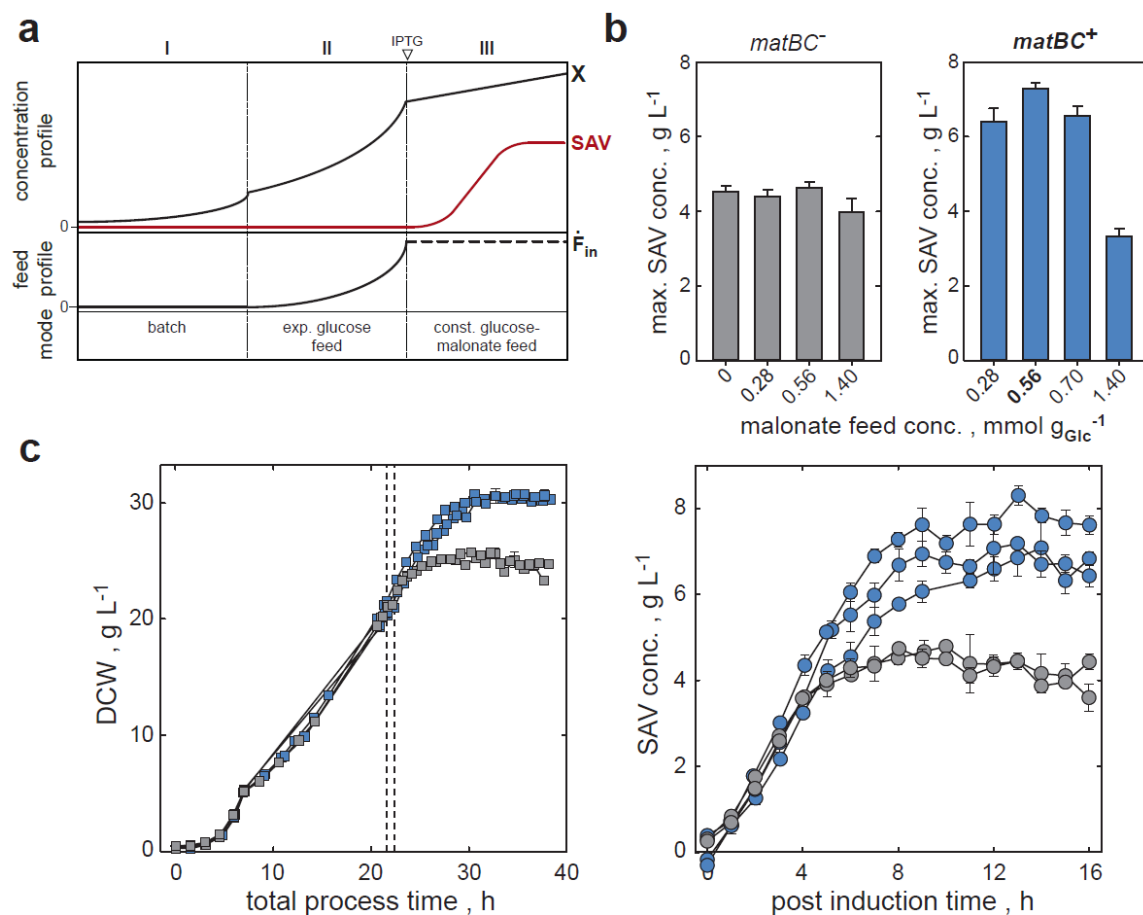 a
I II IPTG III
concentration profile
0
X
SAV
feed profile
0
Ḟin
mode
batch
exp. glucose feed
const. glucose-malonate feed
b
matBC-
max. SAV conc. , g L-1
8
6
4
2
0
0 0.28 0.56 1.40
matBC+
max. SAV conc. , g L-1
8
6
4
2
0
0.28 0.56 0.70 1.40
malonate feed conc. , mmol gGlc-1
c
DCW, g L-1
30
20
10
0
0 10 20 30 40
total process time , h
SAV conc. , g L-1
8
6
4
2
0
0 4 8 12 16
post induction time , h